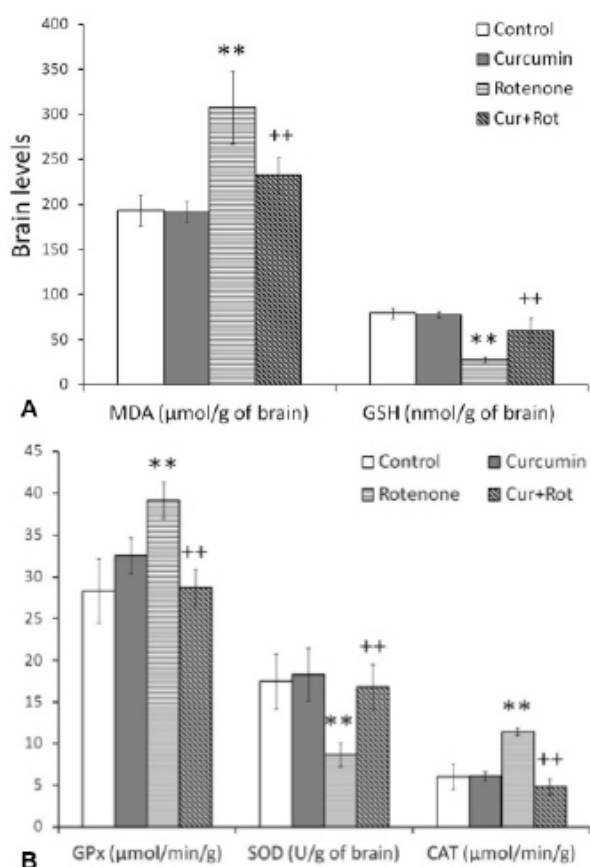 400
350
300
250
200
150
100
50
0
Brain levels
Control
Curcumin
Rotenone
Cur+Rot
**
++
**
++
MDA (μmol/g of brain)
GSH (nmol/g of brain)
A
45
40
35
30
25
20
15
10
5
0
Control Curcumin
Rotenone Cur+Rot
**
++
**
++
**
++
GPx (μmol/min/g) SOD (U/g of brain) CAT (μmol/min/g)
B